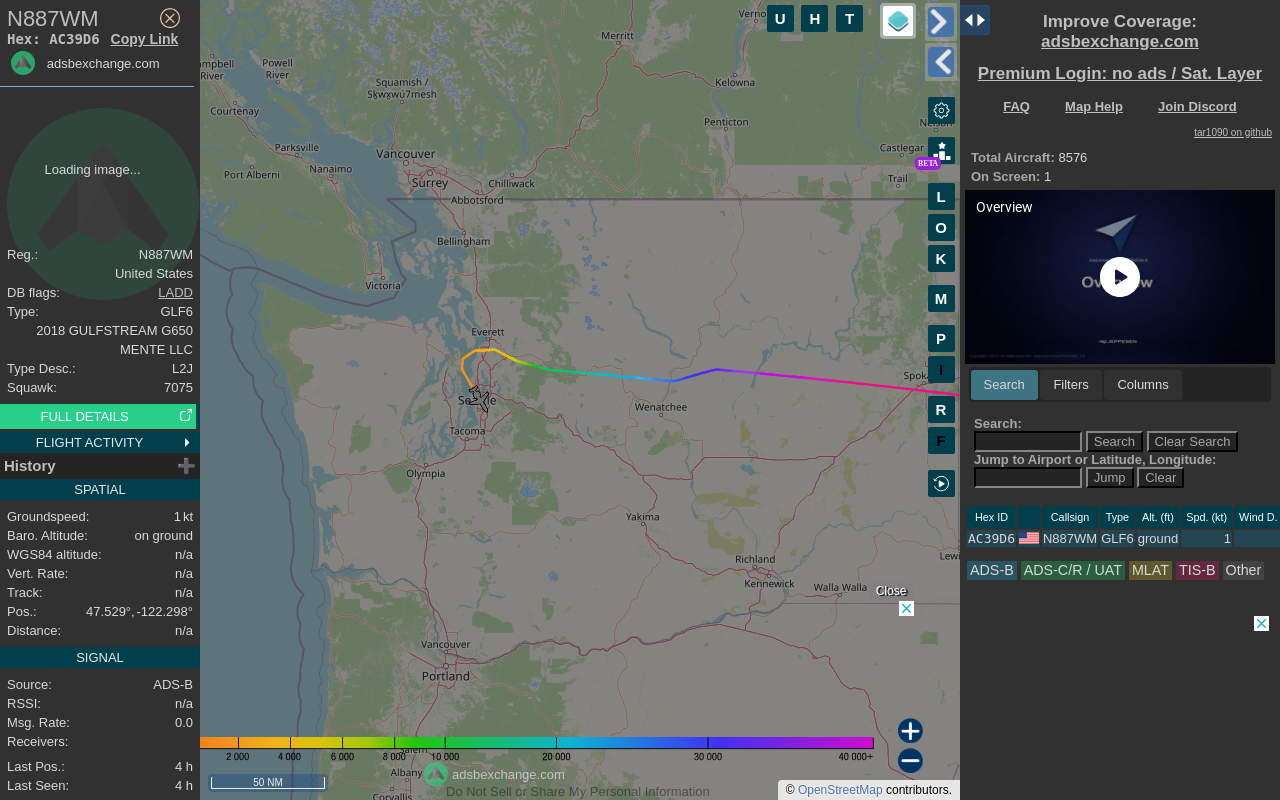 N887WM
Hex: AC39D6 Copy Link
adsbexchange.com
Loading image...
Reg.: N887WM
United States
DB flags: LADD
Type: GLF6
2018 GULFSTREAM G650
MENTE LLC
Type Desc.: L2J
Squawk: 7075
FULL DETAILS
FLIGHT ACTIVITY
History
SPATIAL
Groundspeed: 1 kt
Baro. Altitude: on ground
WGS84 altitude: n/a
Vert. Rate: n/a
Track: n/a
Pos.: 47.529°, -122.298°
Distance: n/a
SIGNAL
Source: ADS-B
RSSI: n/a
Msg. Rate: 0.0
Receivers:
Last Pos.: 4 h
Last Seen: 4 h
U H T
L
O
K
M
P
I
R
F
BETA
Merritt
Powell
River
River
Squamish /
Sḵwx̱wú7mesh
Kelowna
Courtenay
Penticton
Parksville
Vancouver
Castlegar
Nanaimo
Port Alberni
Surrey
Chilliwack
Trail
Abbotsford
Bellingham
Victoria
Everett
Wenatchee
Tacoma
Olympia
Yakima
Richland
Kennewick
Walla Walla
Vancouver
Portland
Albany
Corvallis
Close
2 000 4 000 6 000 8 000 10 000 20 000 30 000 40 000+
50 NM
adsbexchange.com
Do Not Sell or Share My Personal Information
© OpenStreetMap contributors.
Improve Coverage:
adsbexchange.com
Premium Login: no ads / Sat. Layer
FAQ Map Help Join Discord
tar1090 on github
Total Aircraft: 8576
On Screen: 1
Overview
Search Filters Columns
Search:
Search Clear Search
Jump to Airport or Latitude, Longitude:
Jump Clear
Hex ID Callsign Type Alt. (ft) Spd. (kt) Wind D.
AC39D6 N887WM GLF6 ground 1
ADS-B ADS-C/R / UAT MLAT TIS-B Other